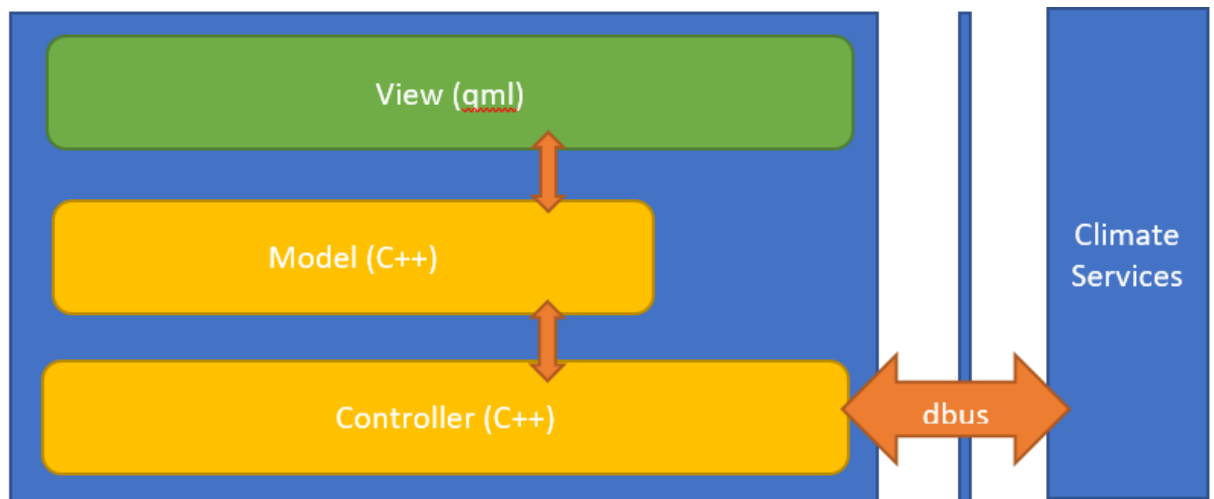 View (qml)
Model (C++)
Climate
Services
Controller (C++)
dbus